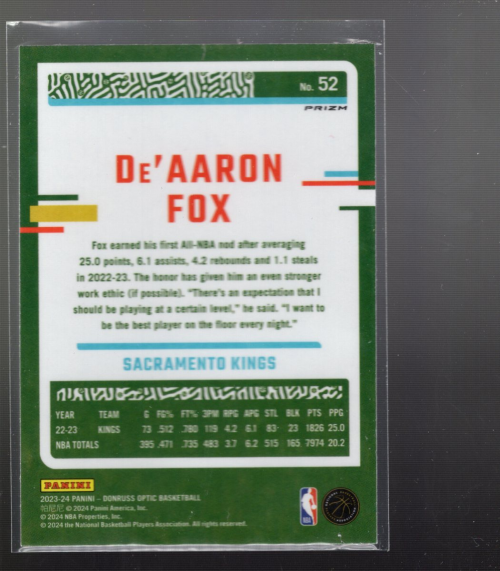 No. 52
PRIZM
DE'AARON
FOX
Fox earned his first All-NBA nod after averaging
25.0 points, 6.1 assists, 4.2 rebounds and 1.1 steals
in 2022-23. The honor has given him an even stronger
work ethic (if possible). "There's an expectation that I
should be playing at a certain level," he said. "I want to
be the best player on the floor every night."
SACRAMENTO KINGS
YEAR TEAM G FG% FT% 3PM RPG APG STL BLK PTS PPG
22-23 KINGS 73 .512 .780 119 4.2 6.1 83 23 1826 25.0
NBA TOTALS 395 .471 .735 483 3.7 6.2 515 165 7974 20.2
PANINI
2023-24 PANINI - DONRUSS OPTIC BASKETBALL
帕尼尼 © 2024 Panini America, Inc.
© 2024 NBA Properties, Inc.
© 2024 the National Basketball Players Association. All rights reserved.